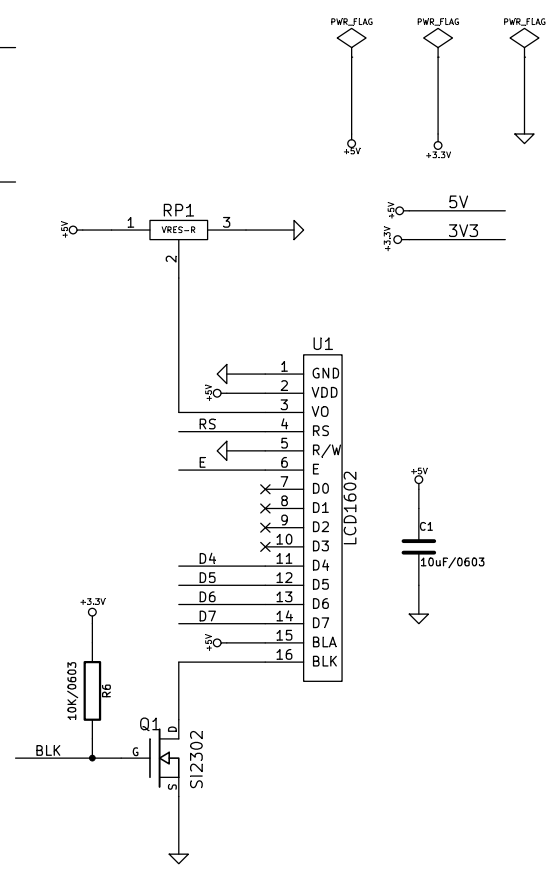 PWR_FLAG PWR_FLAG PWR_FLAG
+5V +3.3V
+5V 5V
+3.3V 3V3
RP1
+5V 1 VRES-R 3
2
U1
1 GND
+5V 2 VDD
3 VO
RS 4 RS
5 R/W
E 6 E
7 D0
8 D1
9 D2
10 D3
D4 11 D4
D5 12 D5
D6 13 D6
D7 14 D7
+5V 15 BLA
16 BLK
LCD1602
+5V
C1
10uF/0603
+3.3V
10K/0603 R6
Q1 D
BLK G
S SI2302